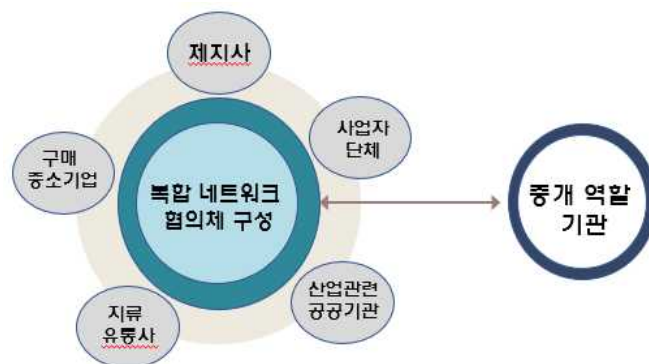 제지사
사업자
단체
구매
중소기업
복합 네트워크
협의체 구성
중개 역할
기관
산업관련
공공기관
지류
유통사